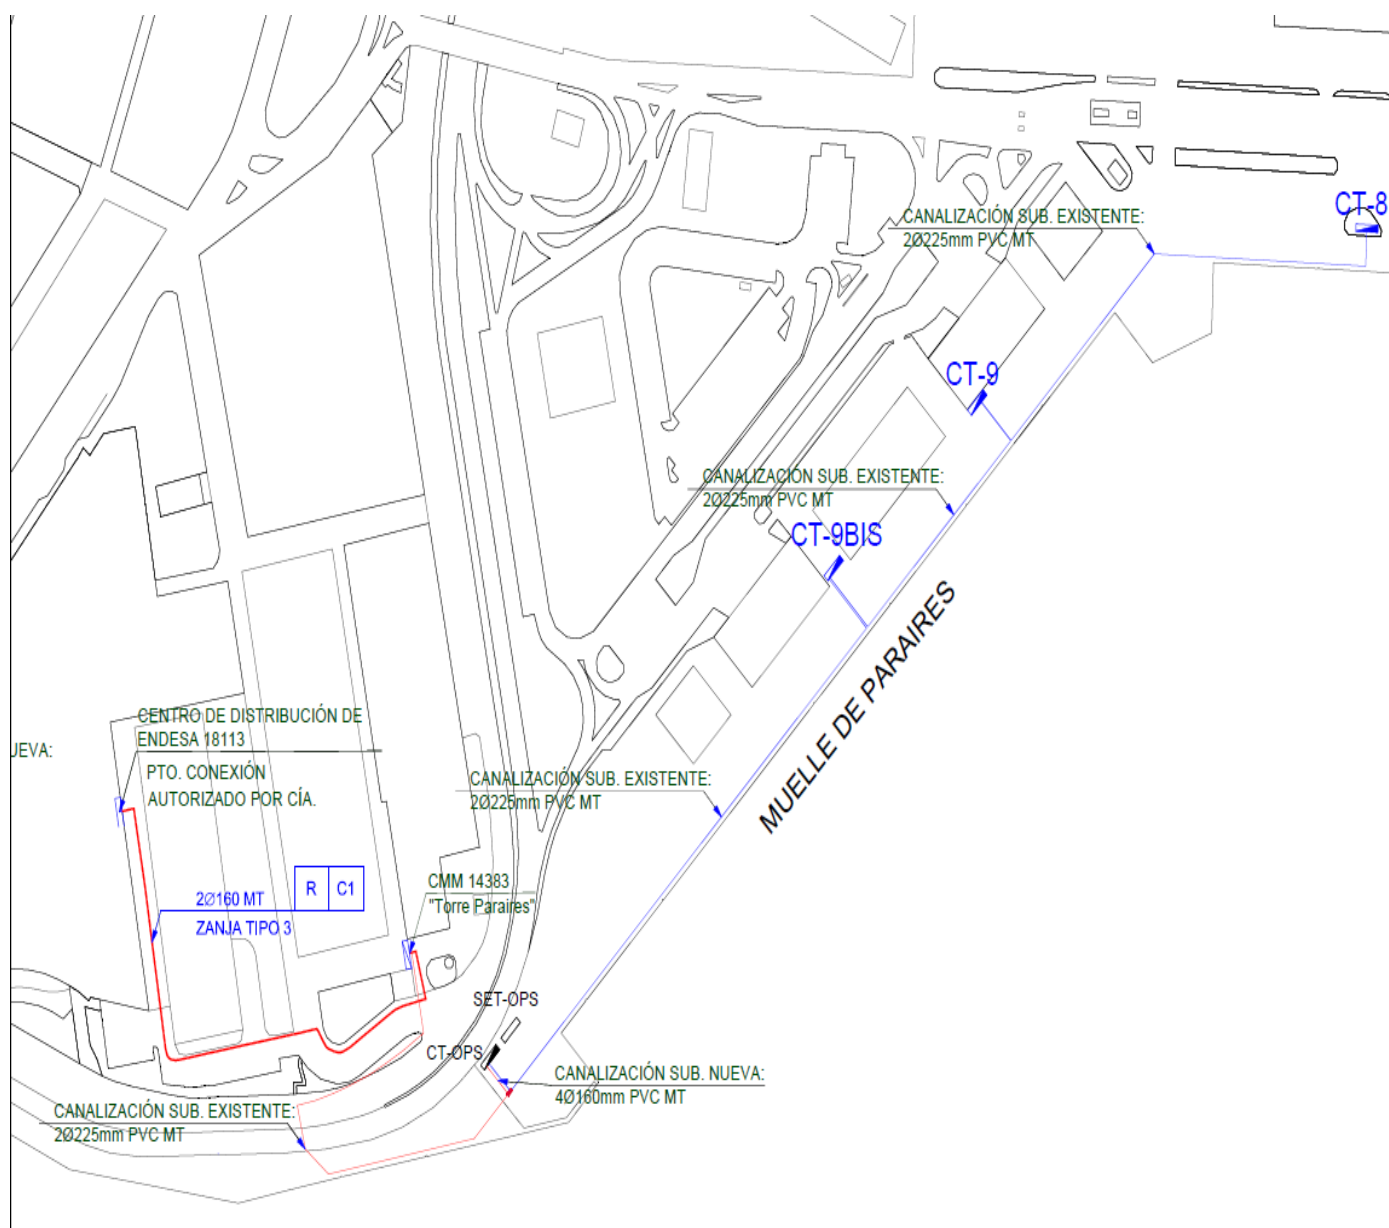 CT-8
CANALIZACIÓN SUB. EXISTENTE:
2Ø225mm PVC MT
CT-9
CANALIZACIÓN SUB. EXISTENTE:
2Ø225mm PVC MT
CT-9BIS
MUELLE DE PARAIRES
CENTRO DE DISTRIBUCIÓN DE
ENDESA 18113
UEVA:
PTO. CONEXIÓN
AUTORIZADO POR CÍA.
CANALIZACIÓN SUB. EXISTENTE:
2Ø225mm PVC MT
2Ø160 MT
R C1
ZANJA TIPO 3
CMM 14383
"Torre Paraires"
SET-OPS
CT-OPS
CANALIZACIÓN SUB. NUEVA:
4Ø160mm PVC MT
CANALIZACIÓN SUB. EXISTENTE:
2Ø225mm PVC MT